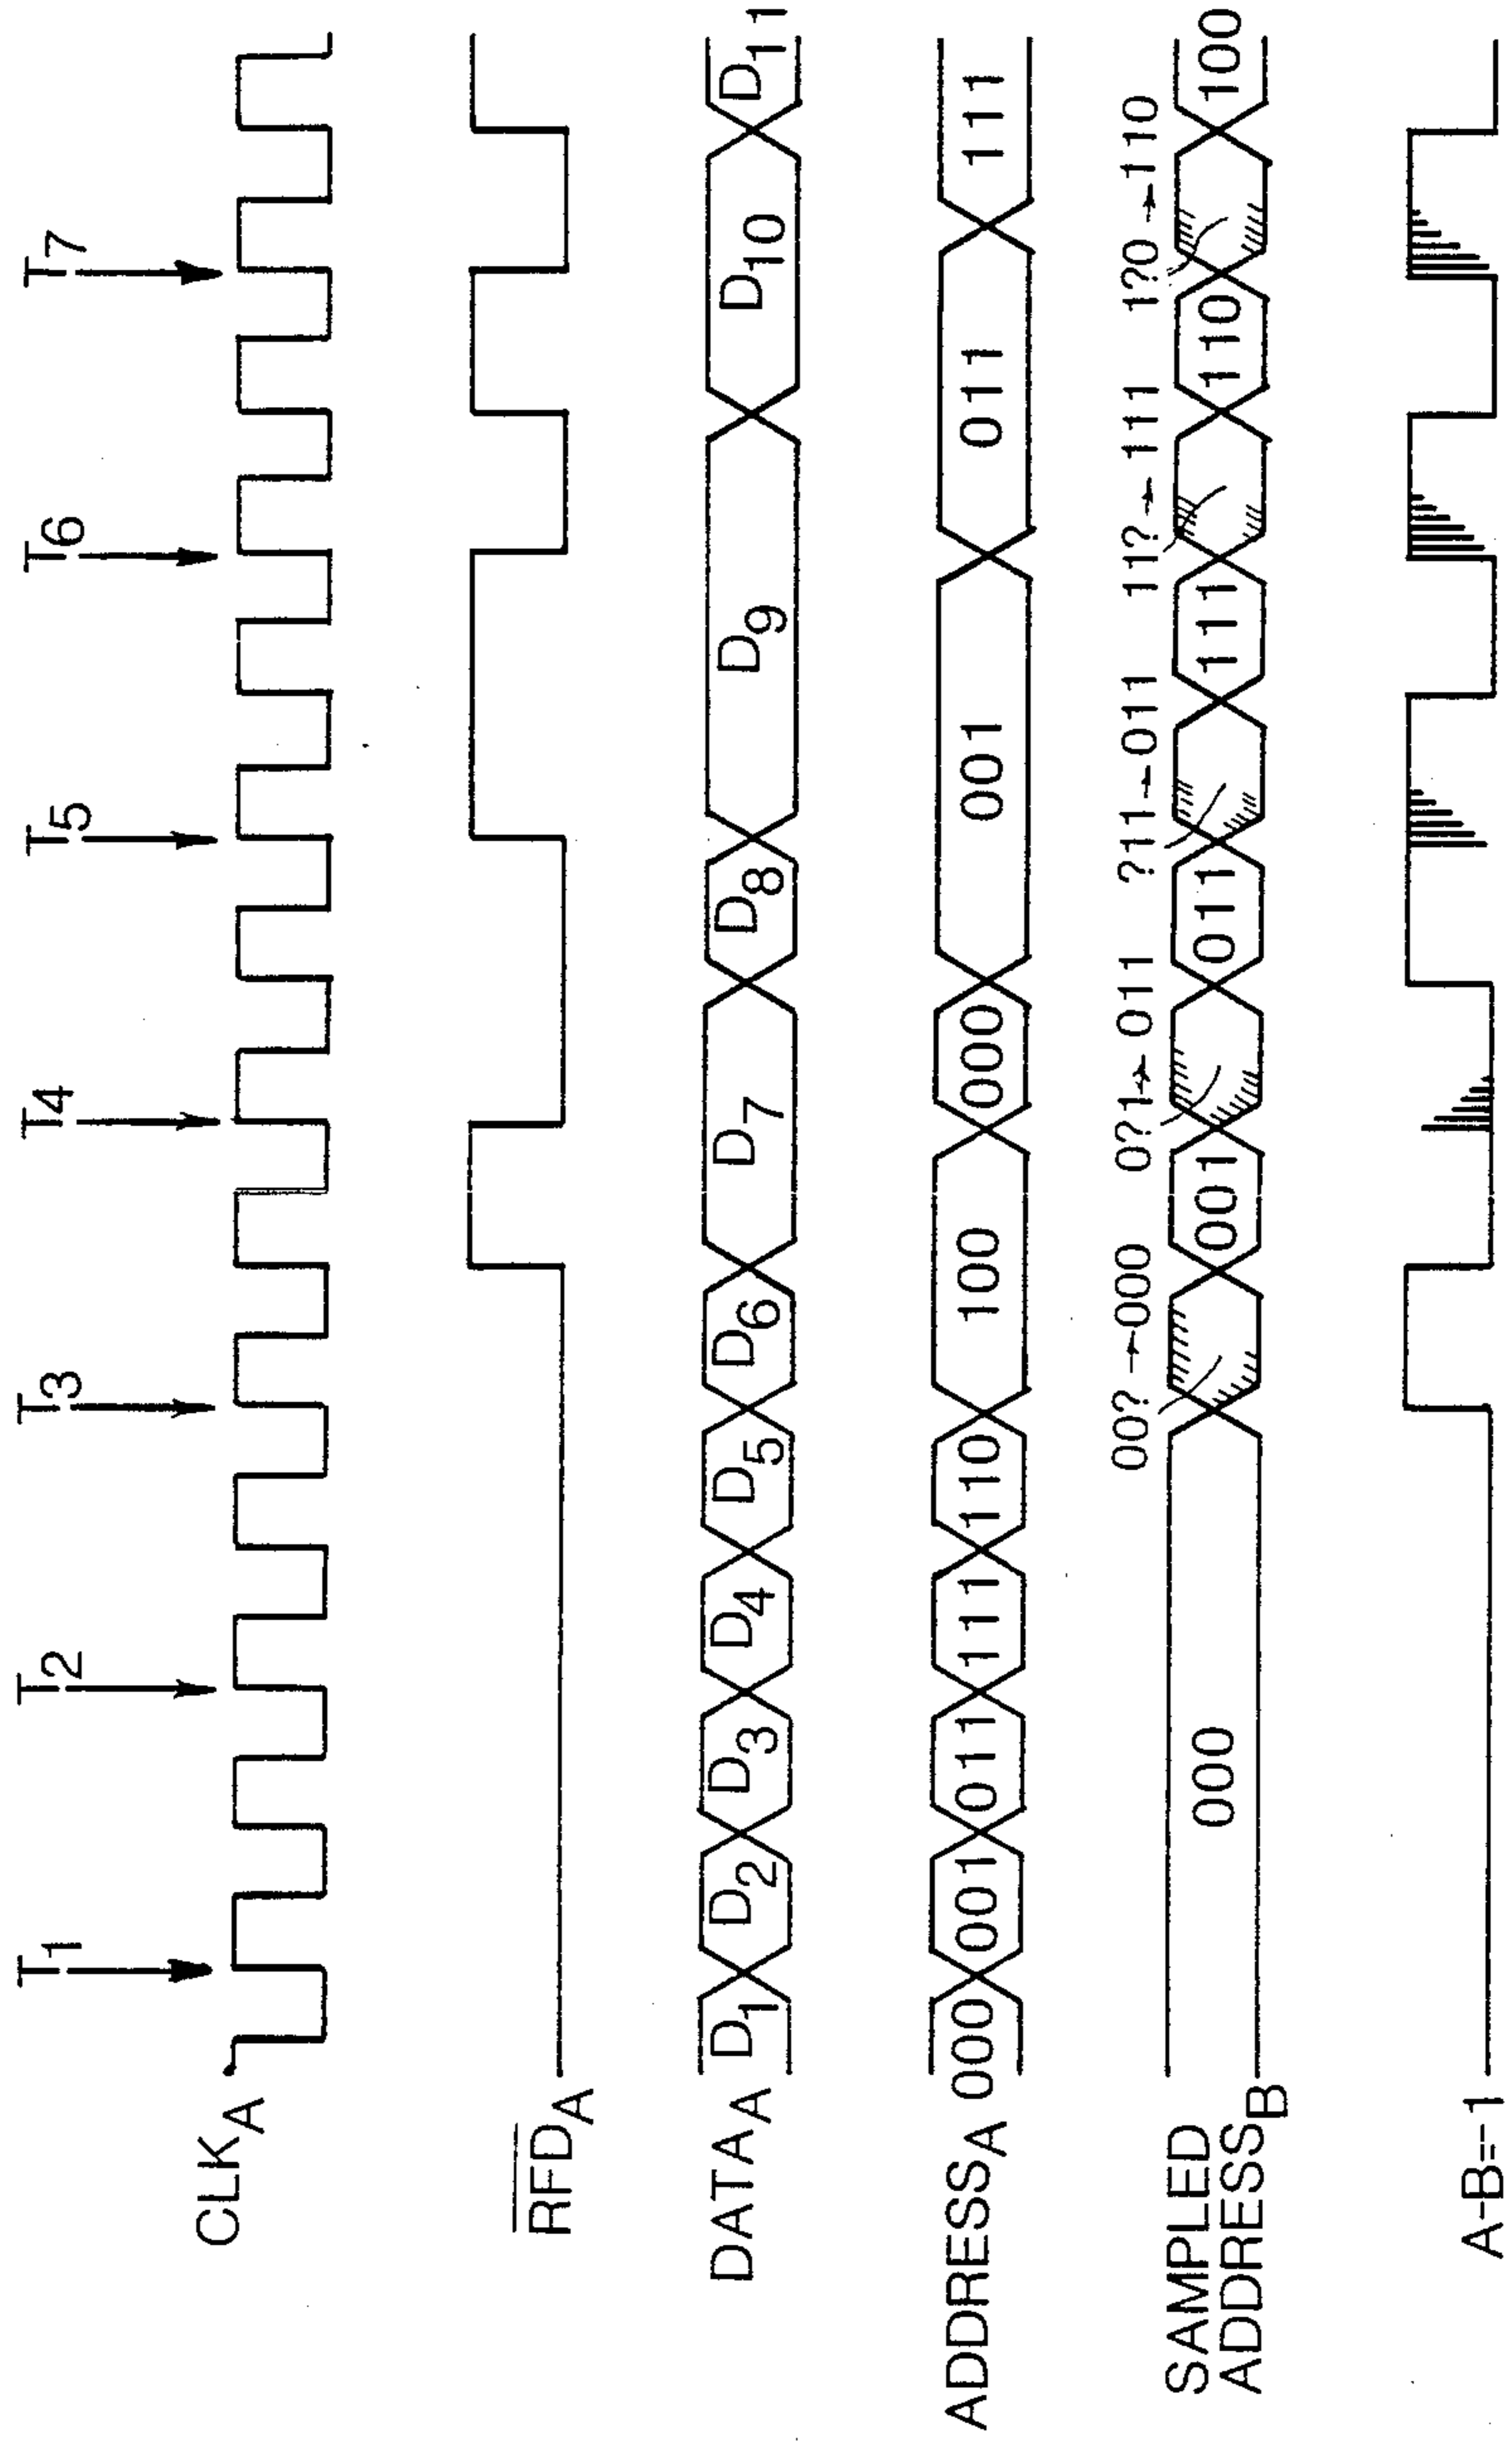 T1 T2 T3 T4 T5 T6 T7
CLKA
RFDA
DATAA D1 D2 D3 D4 D5 D6 D7 D8 D9 D10 D11
ADDRESSA 000 001 011 111 110 100 000 001 011 111
00?→000 0?1→011 ?11→011 11?→111 1?0→110
SAMPLED
ADDRESSB 000 001 011 111 110 100
A-B=-1